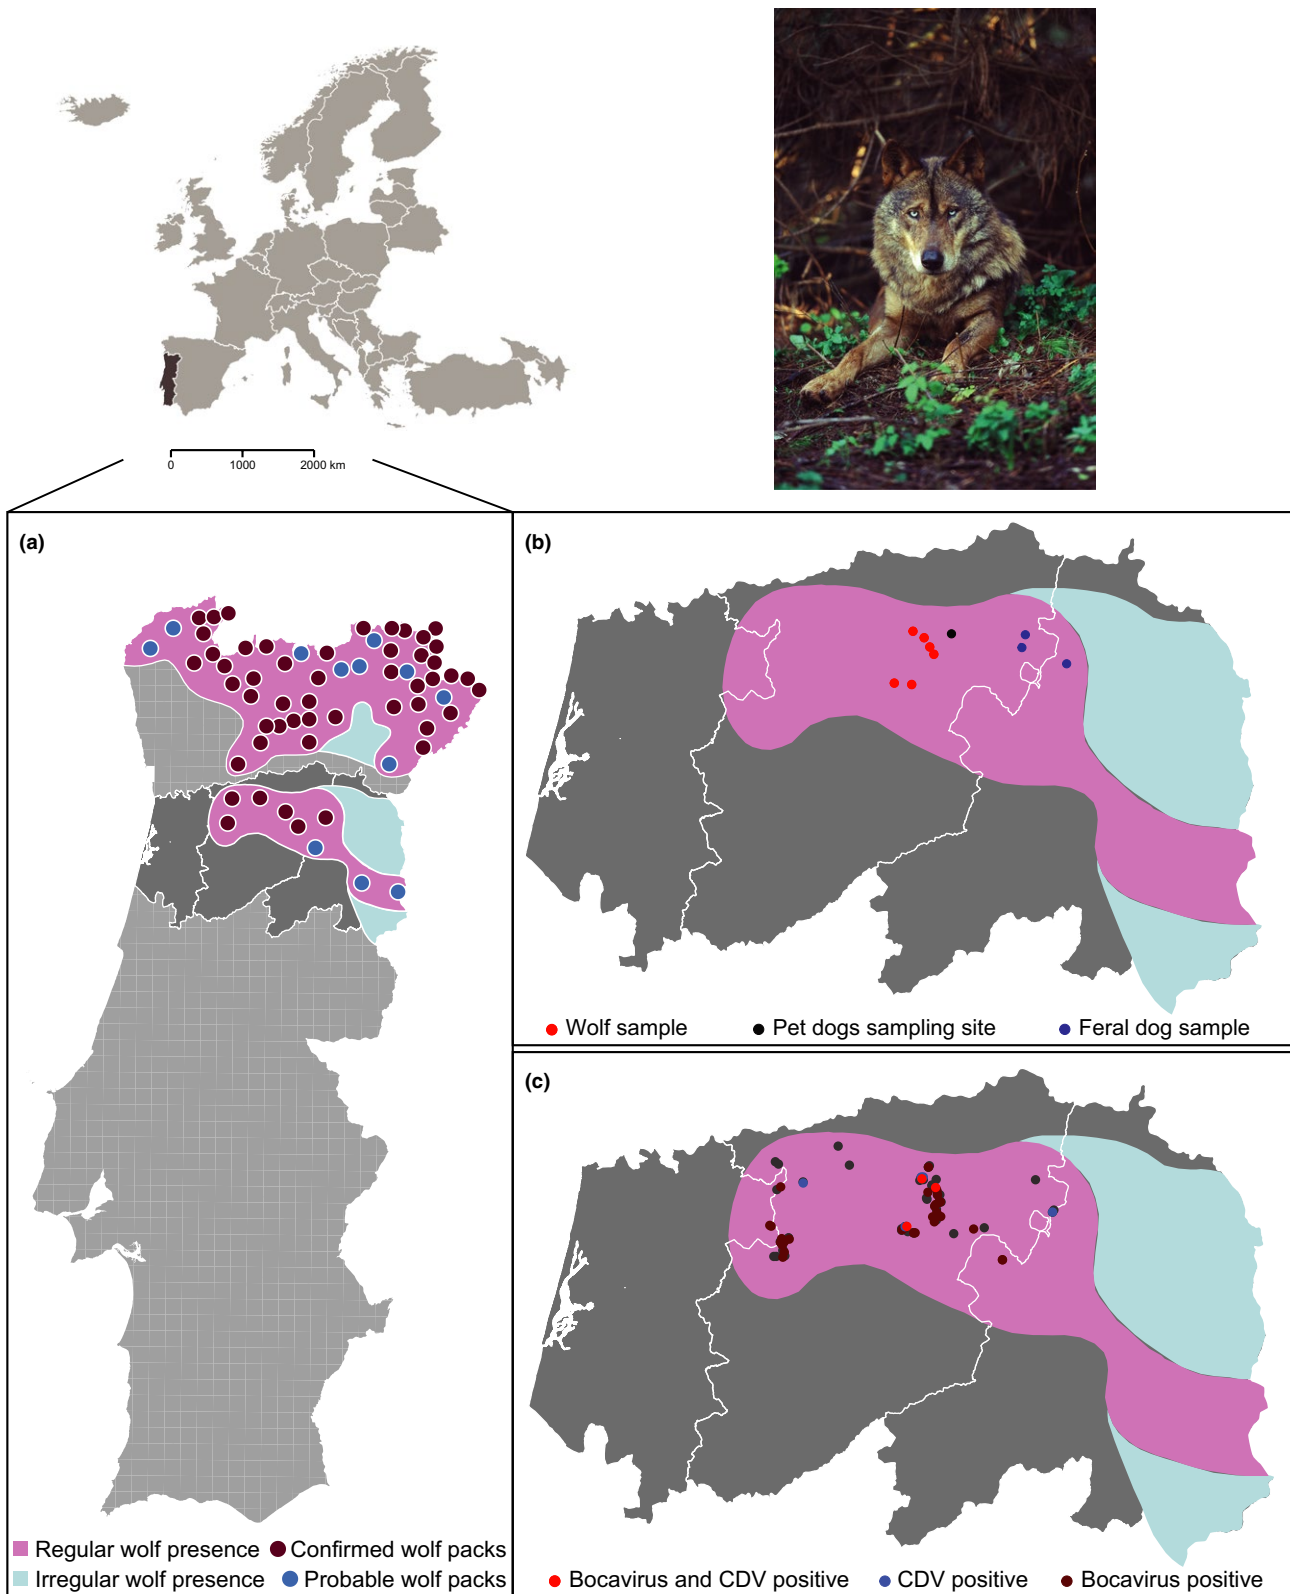 0 1000 2000 km
(a)
Regular wolf presence
Confirmed wolf packs
Irregular wolf presence
Probable wolf packs
(b)
Wolf sample
Pet dogs sampling site
Feral dog sample
(c)
Bocavirus and CDV positive
CDV positive
Bocavirus positive